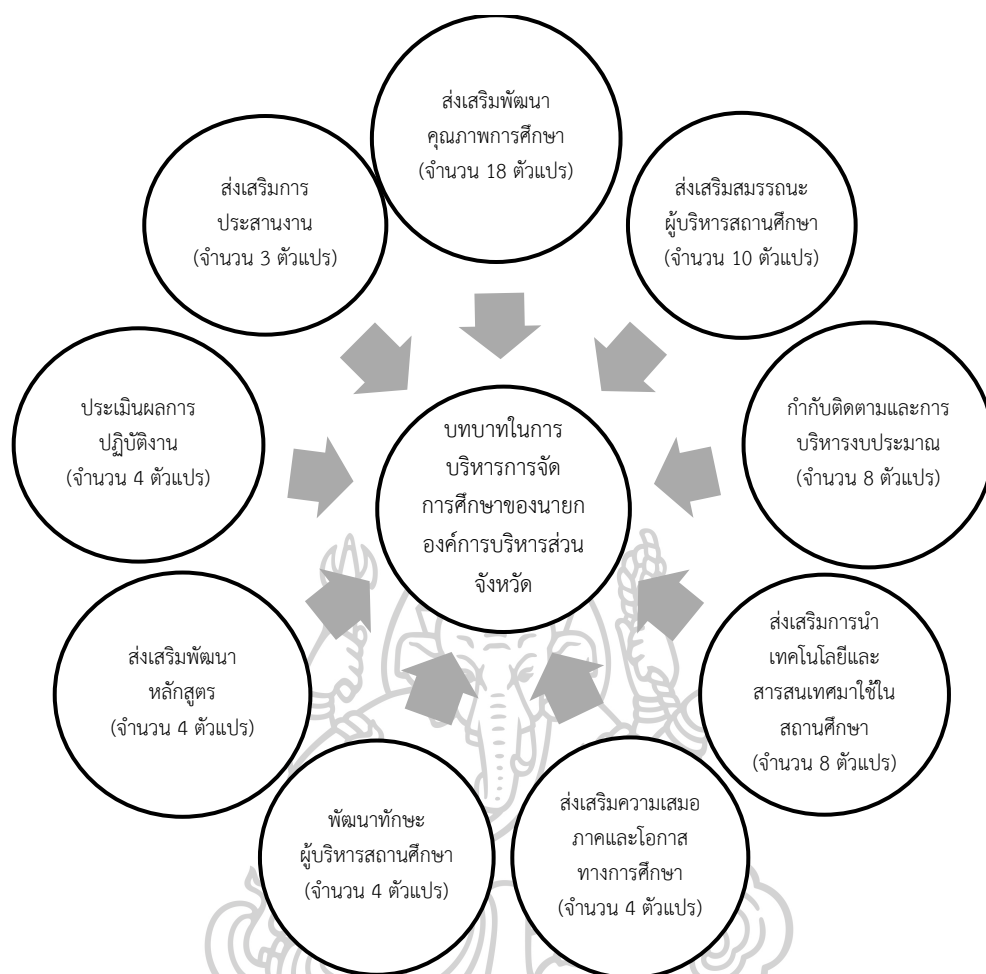 ส่งเสริมพัฒนา
คุณภาพการศึกษา
(จำนวน 18 ตัวแปร)
ส่งเสริมสมรรถนะ
ผู้บริหารสถานศึกษา
(จำนวน 10 ตัวแปร)
กำกับติดตามและการ
บริหารงบประมาณ
(จำนวน 8 ตัวแปร)
ส่งเสริมการนำ
เทคโนโลยีและ
สารสนเทศมาใช้ใน
สถานศึกษา
(จำนวน 8 ตัวแปร)
ส่งเสริมความเสมอ
ภาคและโอกาส
ทางการศึกษา
(จำนวน 4 ตัวแปร)
พัฒนาทักษะ
ผู้บริหารสถานศึกษา
(จำนวน 4 ตัวแปร)
ส่งเสริมพัฒนา
หลักสูตร
(จำนวน 4 ตัวแปร)
ประเมินผลการ
ปฏิบัติงาน
(จำนวน 4 ตัวแปร)
ส่งเสริมการ
ประสานงาน
(จำนวน 3 ตัวแปร)
บทบาทในการ
บริหารการจัด
การศึกษาของนายก
องค์การบริหารส่วน
จังหวัด